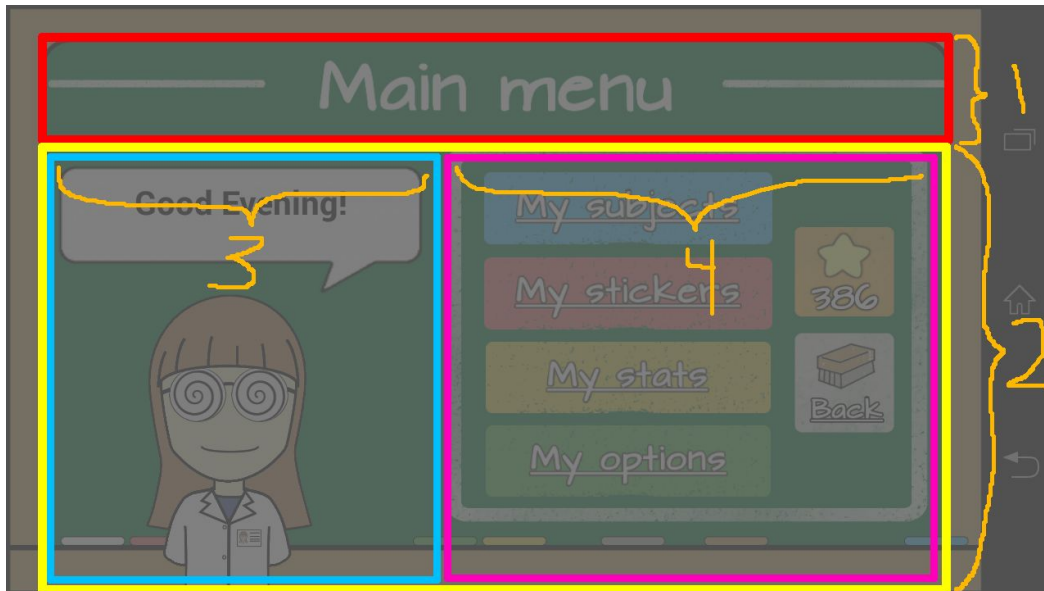 Main menu
1
Good Evening!
3
My subjects
4
My stickers
386
2
My stats
Back
My options